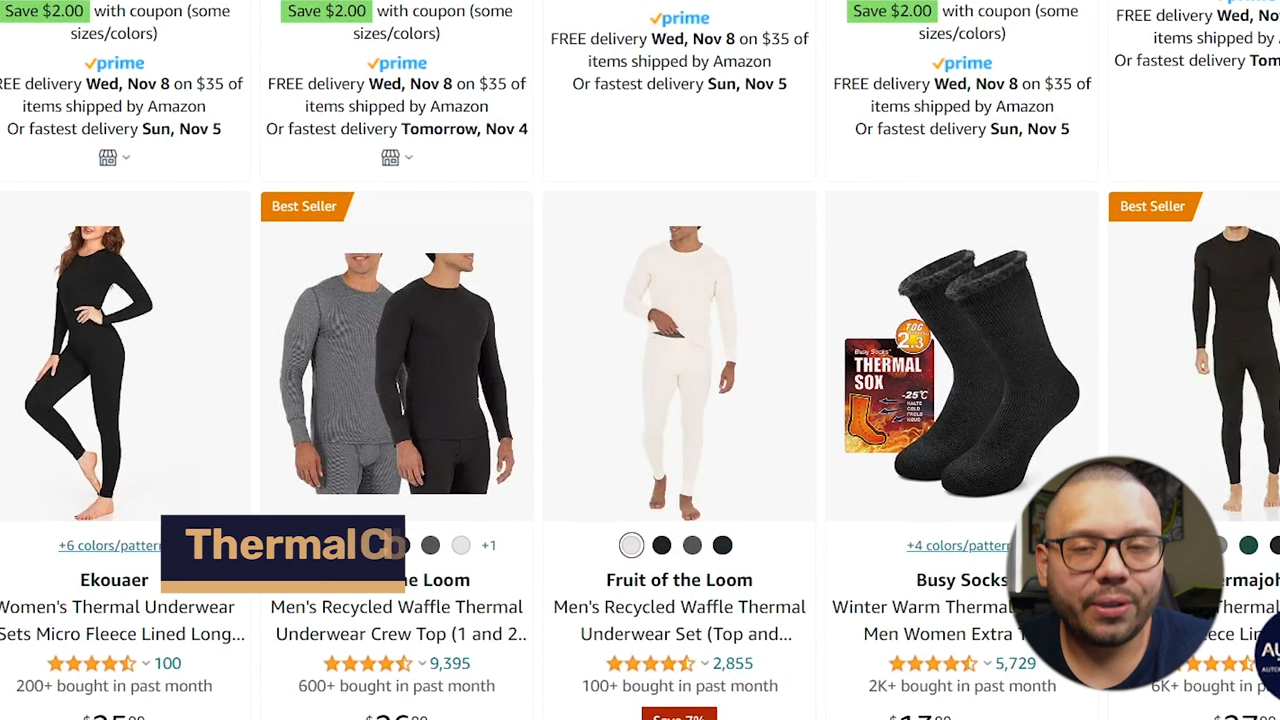 Save $2.00 with coupon (some
sizes/colors)
prime
FREE delivery Wed, Nov 8 on $35 of
items shipped by Amazon
Or fastest delivery Sun, Nov 5
Save $2.00 with coupon (some
sizes/colors)
prime
FREE delivery Wed, Nov 8 on $35 of
items shipped by Amazon
Or fastest delivery Tomorrow, Nov 4
prime
FREE delivery Wed, Nov 8 on $35 of
items shipped by Amazon
Or fastest delivery Sun, Nov 5
Save $2.00 with coupon (some
sizes/colors)
prime
FREE delivery Wed, Nov 8 on $35 of
items shipped by Amazon
Or fastest delivery Sun, Nov 5
FREE delivery Wed,
items shipped by
Or fastest delivery
+6 colors/pattern
Ekouaer
Women's Thermal Underwear
Sets Micro Fleece Lined Long...
100
200+ bought in past month
Best Seller
+1
the Loom
Men's Recycled Waffle Thermal
Underwear Crew Top (1 and 2..
9,395
600+ bought in past month
Thermal
Fruit of the Loom
Men's Recycled Waffle Thermal
Underwear Set (Top and...
2,855
100+ bought in past month
Save 7%
Busy Socks
TOG
2.3
THERMAL
SOX
-25°C
KALTE
COLD
FROID
KOUD
+4 colors/pattern
Busy Socks
Winter Warm Thermal
Men Women Extra
5,729
2K+ bought in past month
Best Seller
6K+ bought in past